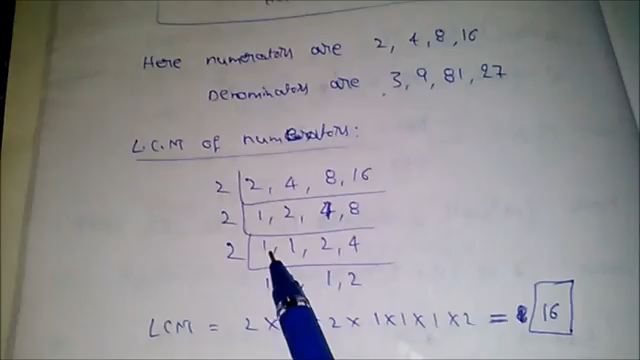 Here numerators are 2, 4, 8, 16
Denominators are 3, 9, 81, 27
L.C.M of numerators:
2 | 2, 4, 8, 16
2 | 1, 2, 4, 8
2 | 1, 1, 2, 4
1, 1, 2
LCM = 2 × 2 × 1 × 1 × 1 × 2 = 16